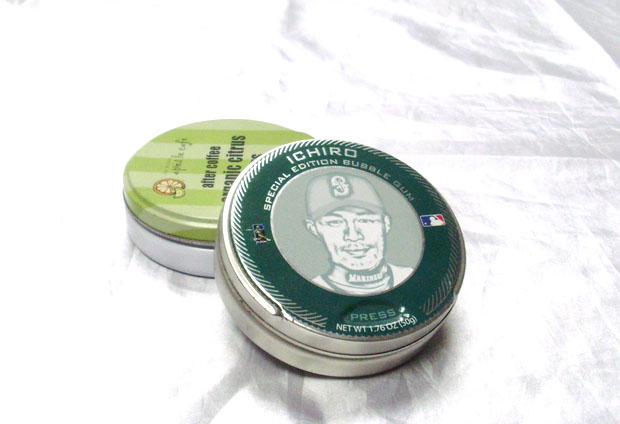 after coffee
organic citrus
ICHIRO
SPECIAL EDITION BUBBLE GUM
S
MARINERS
PRESS
NET WT 1.76 OZ (50g)